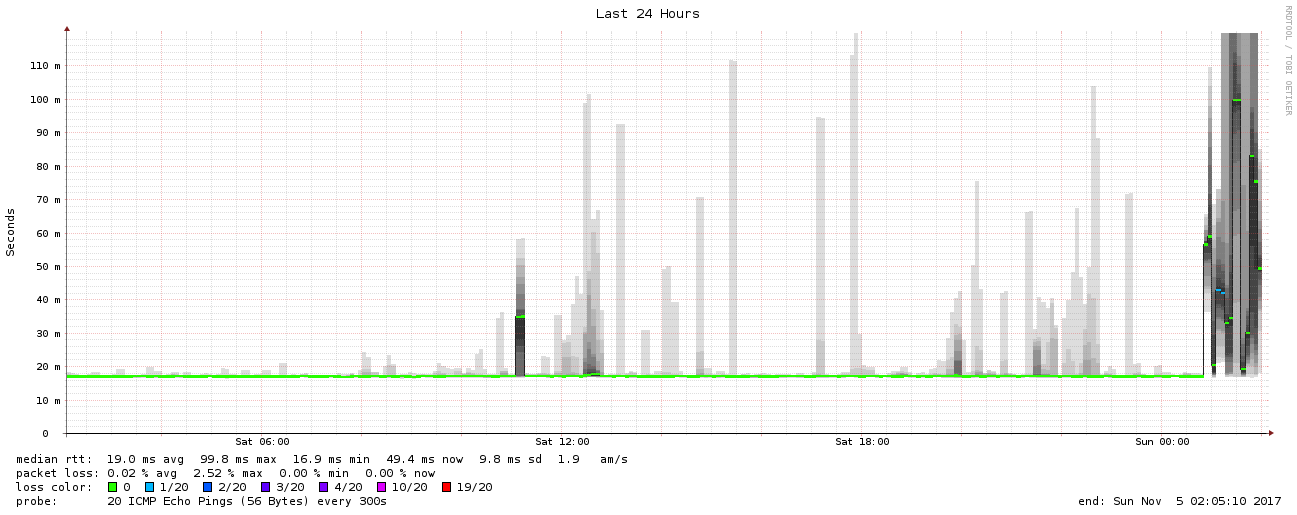 Last 24 Hours
RRDTOOL / TOBI OETIKER
Seconds
110 m
100 m
90 m
80 m
70 m
60 m
50 m
40 m
30 m
20 m
10 m
0
Sat 06:00 Sat 12:00 Sat 18:00 Sun 00:00
median rtt: 19.0 ms avg 99.8 ms max 16.9 ms min 49.4 ms now 9.8 ms sd 1.9 am/s
packet loss: 0.02 % avg 2.52 % max 0.00 % min 0.00 % now
loss color: 0 1/20 2/20 3/20 4/20 10/20 19/20
probe: 20 ICMP Echo Pings (56 Bytes) every 300s end: Sun Nov 5 02:05:10 2017